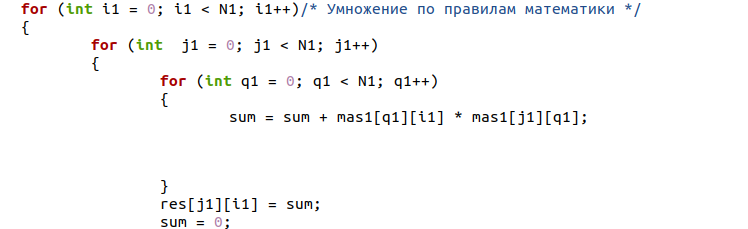 for (int i1 = 0; i1 < N1; i1++)/* Умножение по правилам математики */
{
for (int  j1 = 0; j1 < N1; j1++)
{
for (int q1 = 0; q1 < N1; q1++)
{
sum = sum + mas1[q1][i1] * mas1[j1][q1];
}
res[j1][i1] = sum;
sum = 0;